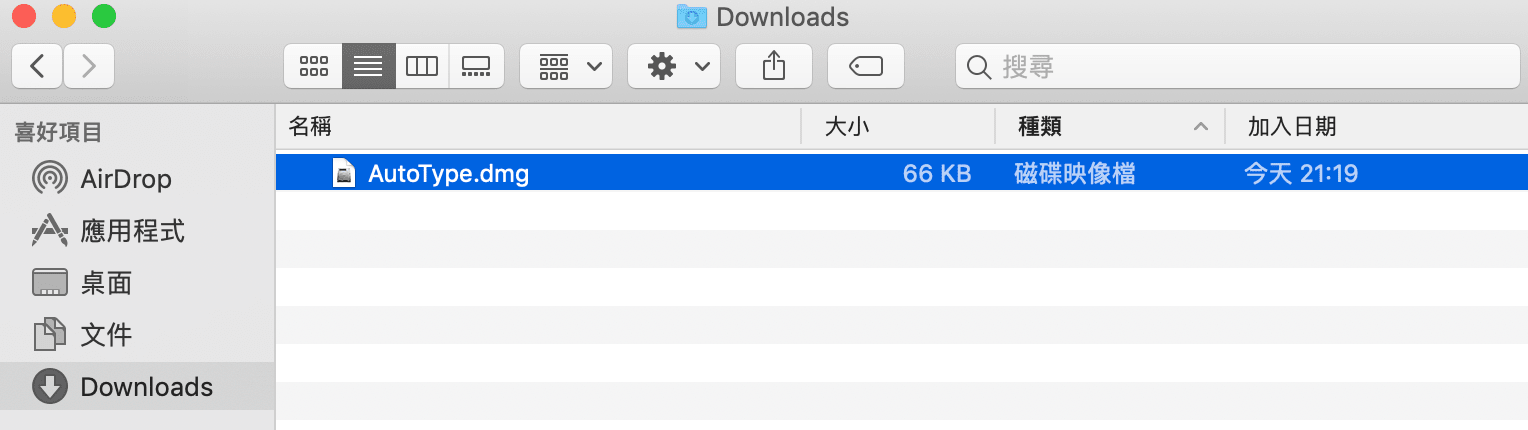 Downloads
搜尋
喜好項目
AirDrop
應用程式
桌面
文件
Downloads
名稱 大小 種類 加入日期
AutoType.dmg 66 KB 磁碟映像檔 今天 21:19